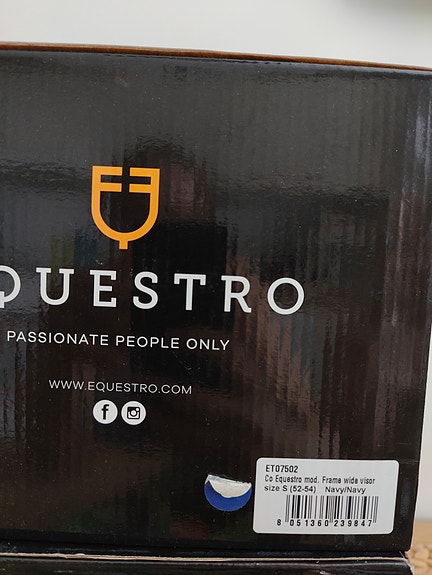 QUESTRO
PASSIONATE PEOPLE ONLY
WWW.EQUESTRO.COM
ET07502
Co Equestro mod. Frame wide visor
size S (52-54) Navy/Navy
8 051360 239847